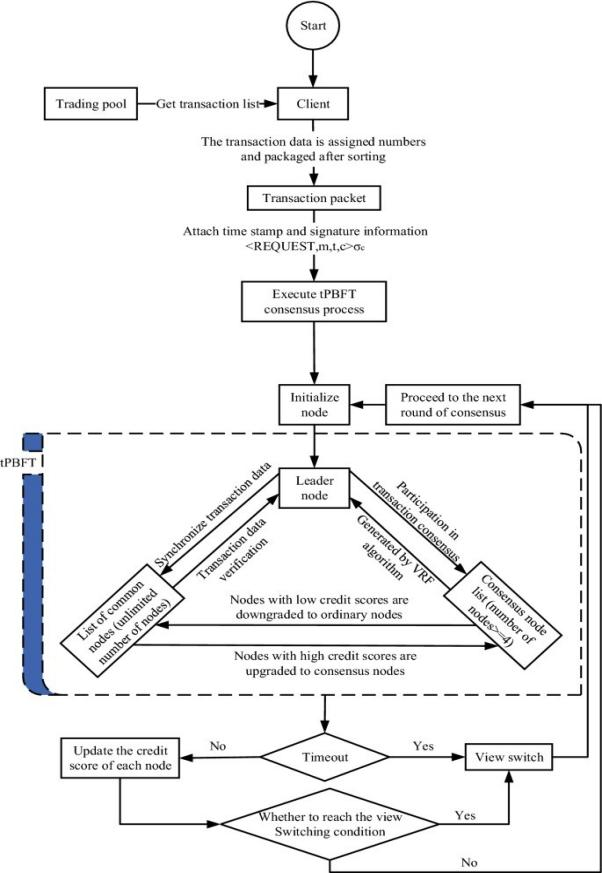 Start
Trading pool
Get transaction list
Client
The transaction data is assigned numbers
and packaged after sorting
Transaction packet
Attach time stamp and signature information
<REQUEST,m,t,c>σc
Execute tPBFT
consensus process
Initialize
node
Proceed to the next
round of consensus
tPBFT
Leader
node
Synchronize transaction data
Transaction data
verification
Participation in
transaction consensus
Generated by VRF
algorithm
List of common
nodes (unlimited
number of nodes)
Consensus node
list (number of
nodes>=4)
Nodes with low credit scores are
downgraded to ordinary nodes
Nodes with high credit scores are
upgraded to consensus nodes
Update the credit
score of each node
No
Timeout
Yes
View switch
Whether to reach the view
Switching condition
Yes
No